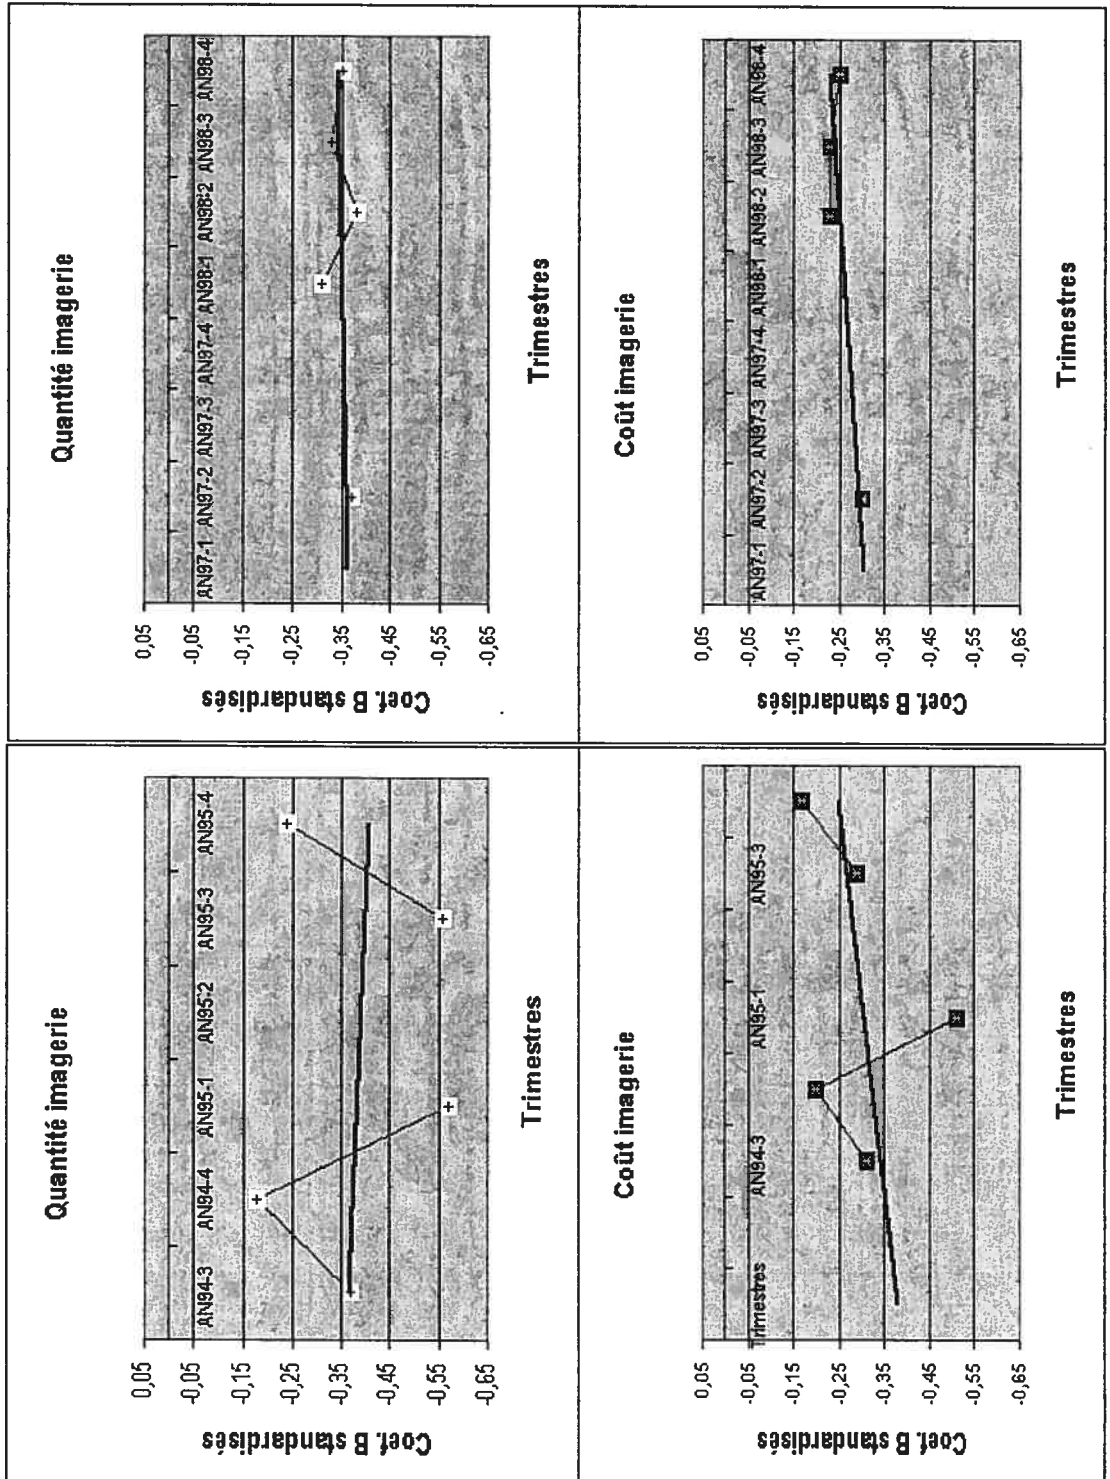 Quantité imagerie
Coef. B standardisés
0,05
-0,05
-0,15
-0,25
-0,35
-0,45
-0,55
-0,65
AN94-3 AN94-4 AN95-1 AN95-2 AN95-3 AN95-4
Trimestres
Quantité imagerie
Coef. B standardisés
0,05
-0,05
-0,15
-0,25
-0,35
-0,45
-0,55
-0,65
AN97-1 AN97-2 AN97-3 AN97-4 AN98-1 AN98-2 AN98-3 AN98-4
Trimestres
Coût imagerie
Coef. B standardisés
0,05
-0,05
-0,15
-0,25
-0,35
-0,45
-0,55
-0,65
Trimestres AN94-3 AN95-1 AN95-3
Trimestres
Coût imagerie
Coef. B standardisés
0,05
-0,05
-0,15
-0,25
-0,35
-0,45
-0,55
-0,65
AN97-1 AN97-2 AN97-3 AN97-4 AN98-1 AN98-2 AN98-3 AN98-4
Trimestres